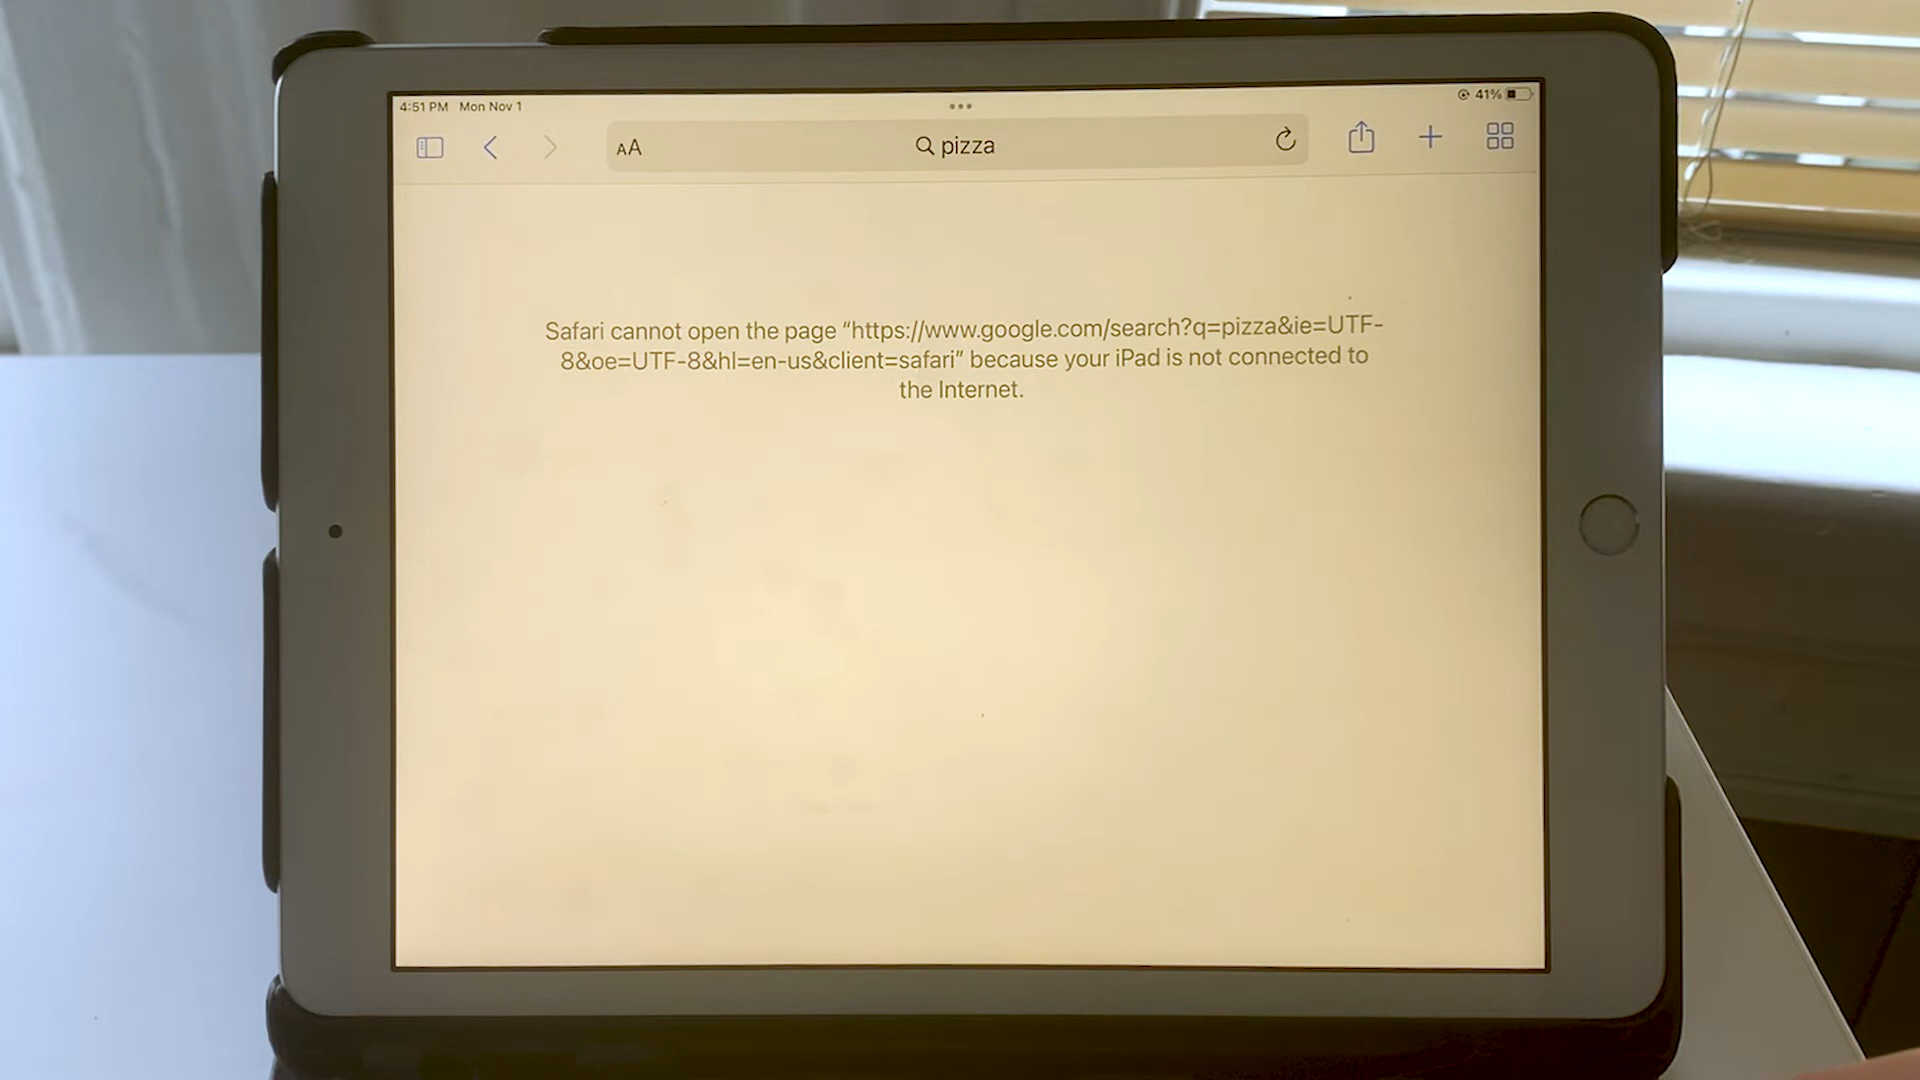 4:51 PM Mon Nov 1
41%
AA
pizza
Safari cannot open the page “https://www.google.com/search?q=pizza&ie=UTF-
8&oe=UTF-8&hl=en-us&client=safari” because your iPad is not connected to
the Internet.